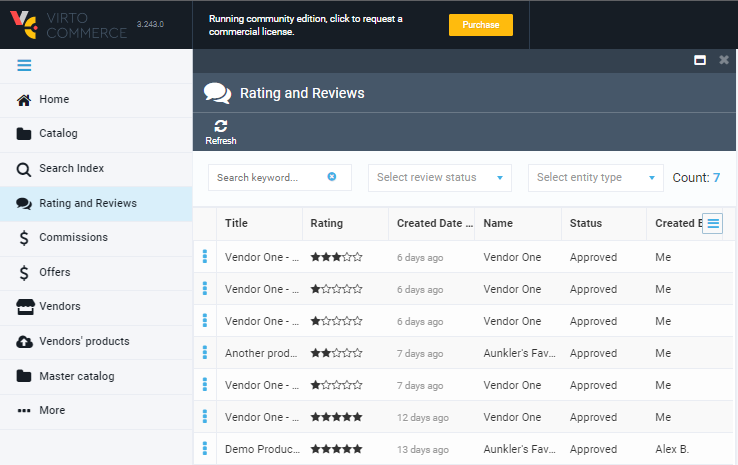 VIRTO
COMMERCE
3.243.0
Running community edition, click to request a
commercial license.
Purchase
Home
Catalog
Search Index
Rating and Reviews
Commissions
Offers
Vendors
Vendors' products
Master catalog
More
Rating and Reviews
Refresh
Search keyword... Select review status Select entity type Count: 7
Title Rating Created Date ... Name Status Created
Vendor One - ... 6 days ago Vendor One Approved Me
Vendor One - ... 6 days ago Vendor One Approved Me
Vendor One - ... 6 days ago Vendor One Approved Me
Another prod... 7 days ago Aunkler's Fav... Approved Me
Vendor One - ... 7 days ago Vendor One Approved Me
Vendor One - ... 12 days ago Vendor One Approved Me
Demo Produc... 13 days ago Aunkler's Fav... Approved Alex B.